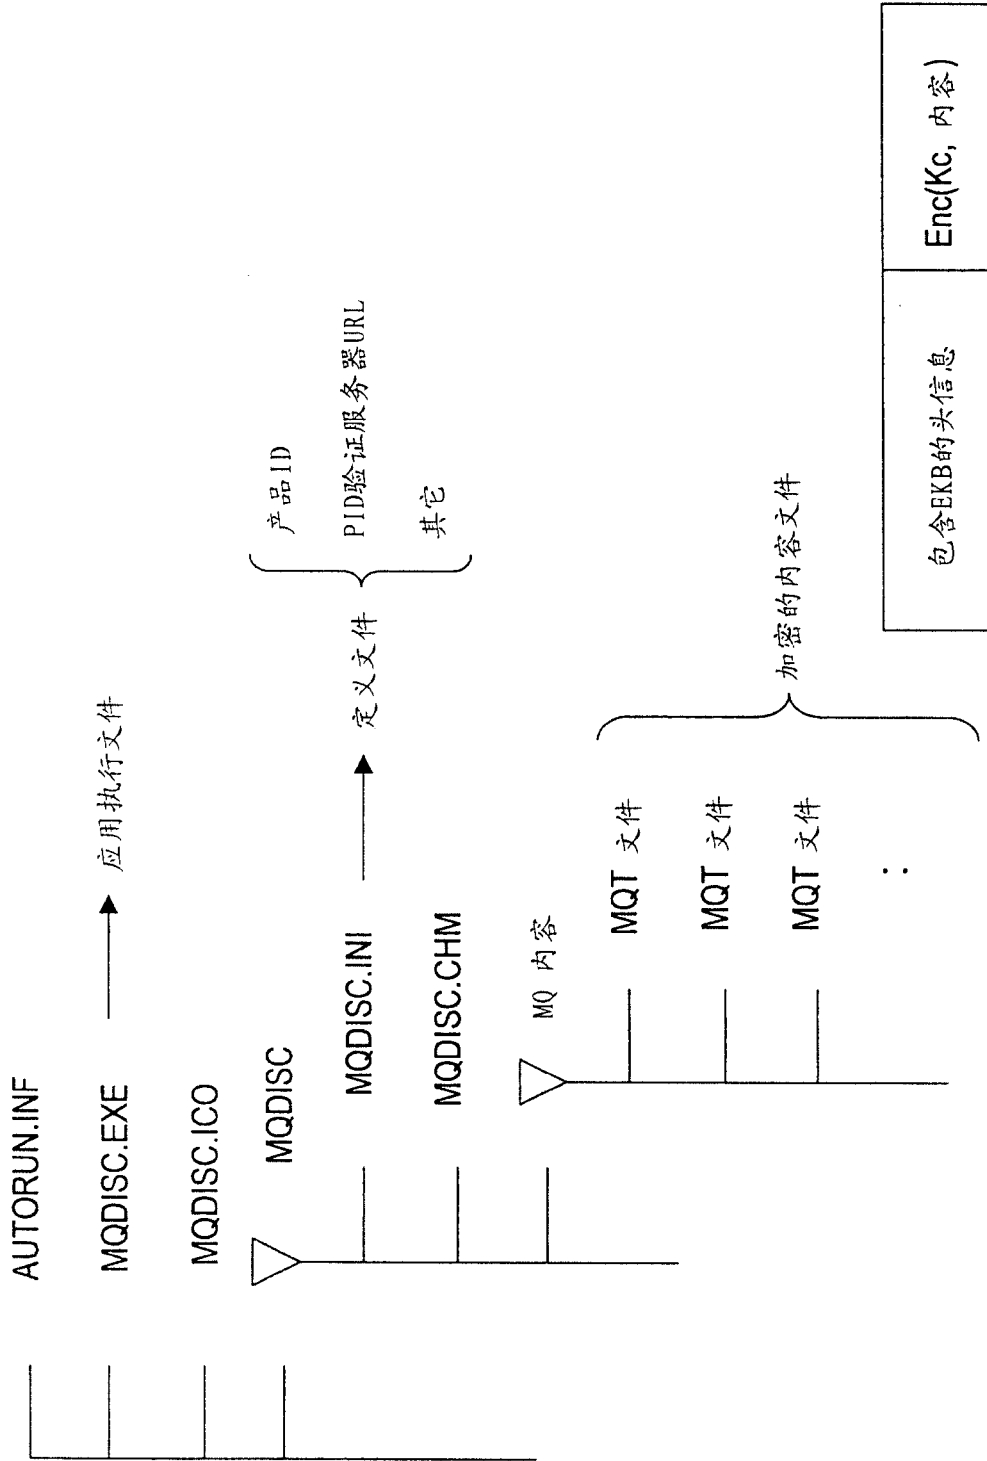 AUTORUN.INF
MQDISC.EXE
应用执行文件
MQDISC.ICO
MQDISC
MQDISC.INI
定义文件
产品ID
PID验证服务器URL
其它
MQDISC.CHM
MQ 内容
MQT 文件
MQT 文件
MQT 文件
加密的内容文件
包含EKB的头信息
Enc(Kc, 内容)